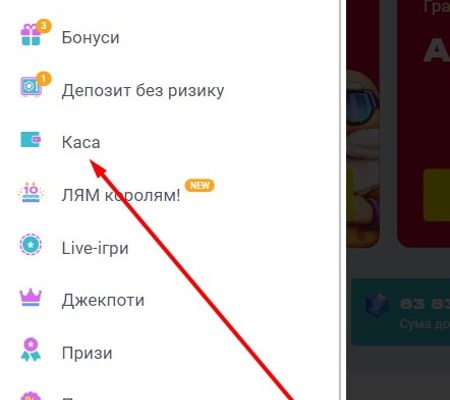 3
Бонуси
1
Депозит без ризику
Каса
ЛЯМ королям!
NEW
10
Live-ігри
Джекпоти
Призи
Гра
А
83 83
Сума до